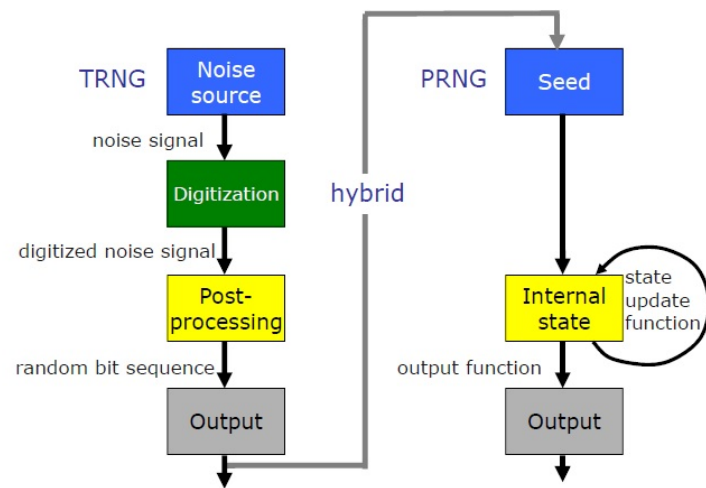 TRNG
Noise
source
noise signal
Digitization
digitized noise signal
Post-
processing
random bit sequence
Output
hybrid
PRNG
Seed
Internal
state
state
update
function
output function
Output